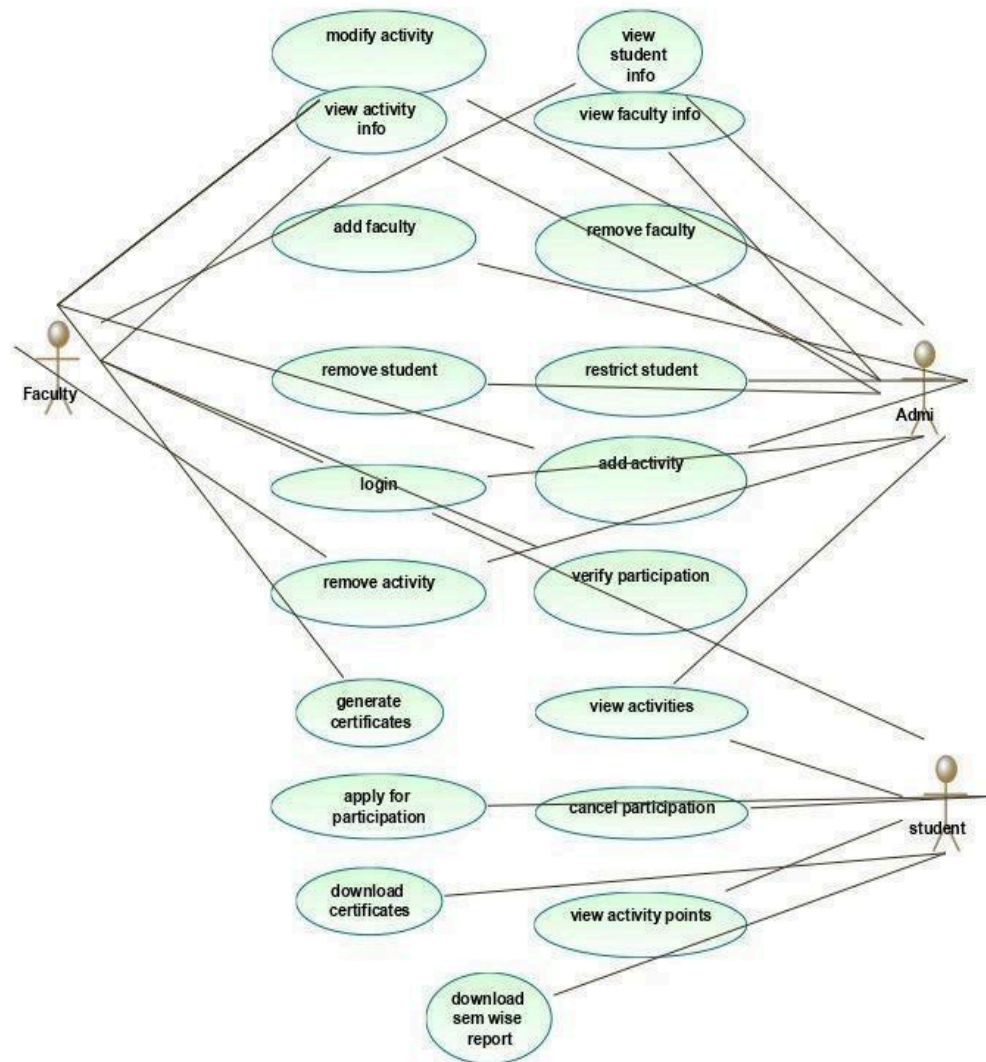 modify activity
view
student
info
view activity
info
view faculty info
add faculty
remove faculty
Faculty
remove student
restrict student
Admi
login
add activity
remove activity
verify participation
generate
certificates
view activities
apply for
participation
cancel participation
student
download
certificates
view activity points
download
sem wise
report